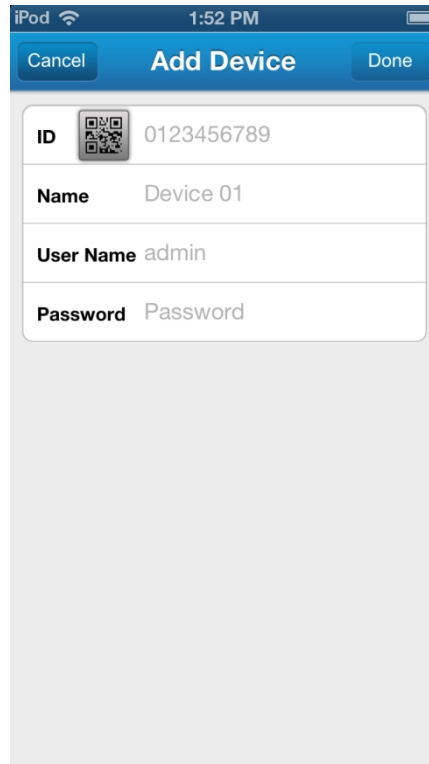 iPod 1:52 PM
Cancel Add Device Done
ID 0123456789
Name Device 01
User Name admin
Password Password